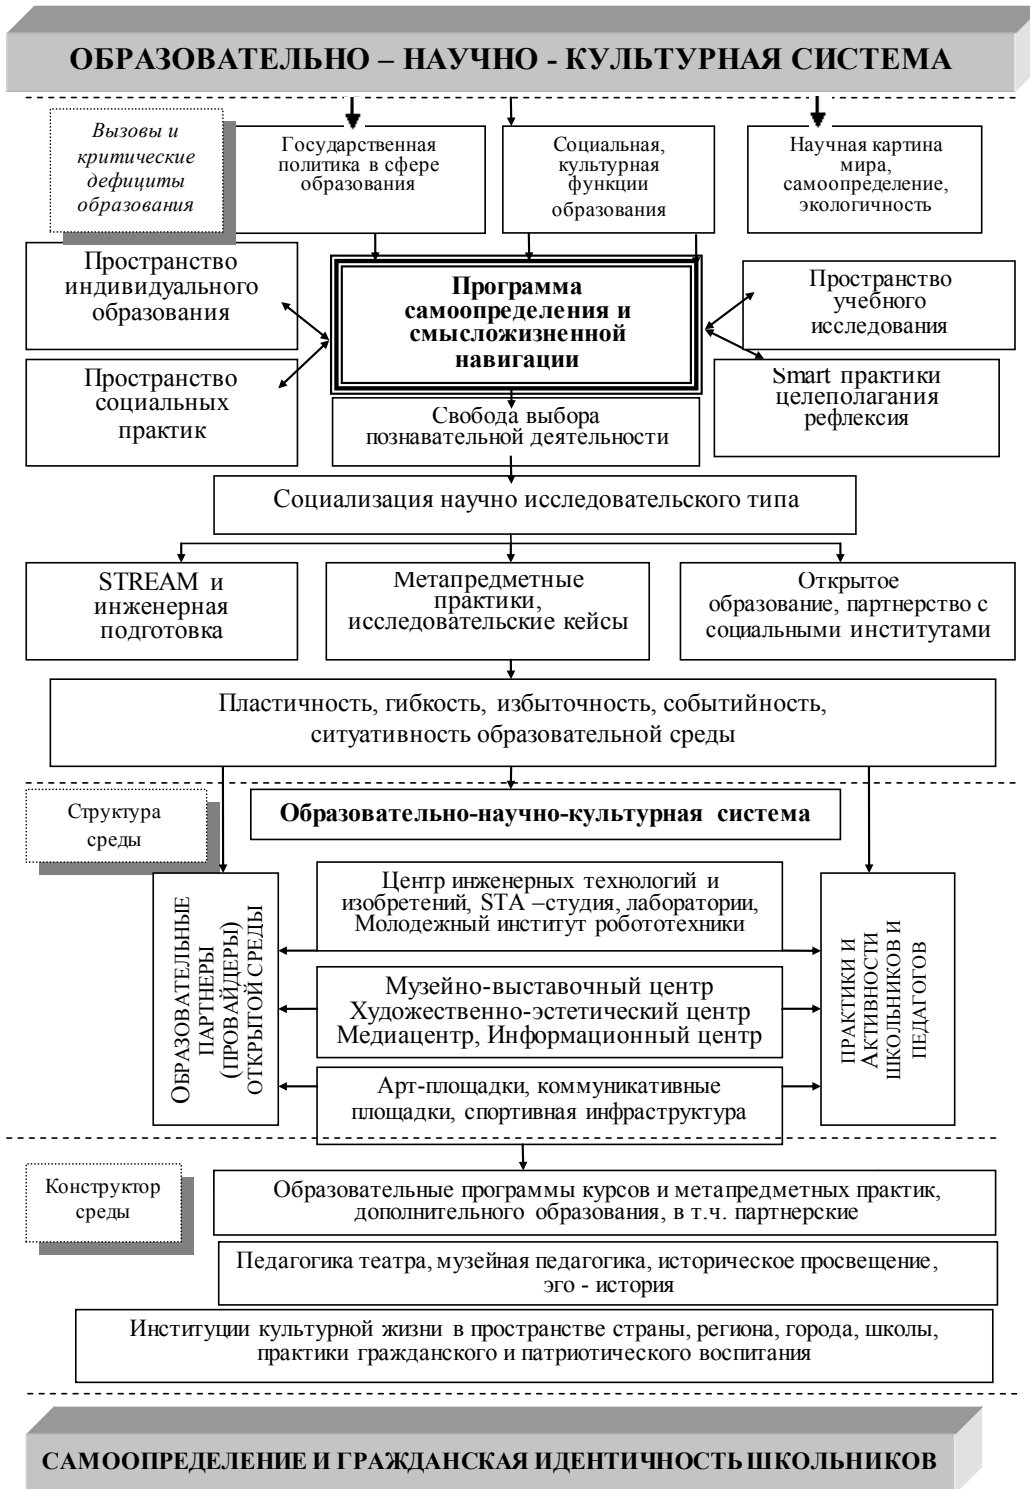 ОБРАЗОВАТЕЛЬНО – НАУЧНО - КУЛЬТУРНАЯ СИСТЕМА
Вызовы и
критические
дефициты
образования
Государственная
политика в сфере
образования
Социальная,
культурная
функции
образования
Научная картина
мира,
самоопределение,
экологичность
Пространство
индивидуального
образования
Программа
самоопределения и
смысложизненной
навигации
Пространство
учебного
исследования
Пространство
социальных
практик
Smart практики
целеполагания
рефлексия
Свобода выбора
познавательной деятельности
Социализация научно исследовательского типа
STREAM и
инженерная
подготовка
Метапредметные
практики,
исследовательские кейсы
Открытое
образование, партнерство с
социальными институтами
Пластичность, гибкость, избыточность, событийность,
ситуативность образовательной среды
Структура
среды
Образовательно-научно-культурная система
ОБРАЗОВАТЕЛЬНЫЕ
ПАРТНЕРЫ
(ПРОВАЙДЕРЫ)
ОТКРЫТОЙ СРЕДЫ
Центр инженерных технологий и
изобретений, STA –студия, лаборатории,
Молодежный институт робототехники
Музейно-выставочный центр
Художественно-эстетический центр
Медиацентр, Информационный центр
Арт-площадки, коммуникативные
площадки, спортивная инфраструктура
ПРАКТИКИ И
АКТИВНОСТИ
ШКОЛЬНИКОВ И
ПЕДАГОГОВ
Конструктор
среды
Образовательные программы курсов и метапредметных практик,
дополнительного образования, в т.ч. партнерские
Педагогика театра, музейная педагогика, историческое просвещение,
эго - история
Институции культурной жизни в пространстве страны, региона, города, школы,
практики гражданского и патриотического воспитания
САМООПРЕДЕЛЕНИЕ И ГРАЖДАНСКАЯ ИДЕНТИЧНОСТЬ ШКОЛЬНИКОВ